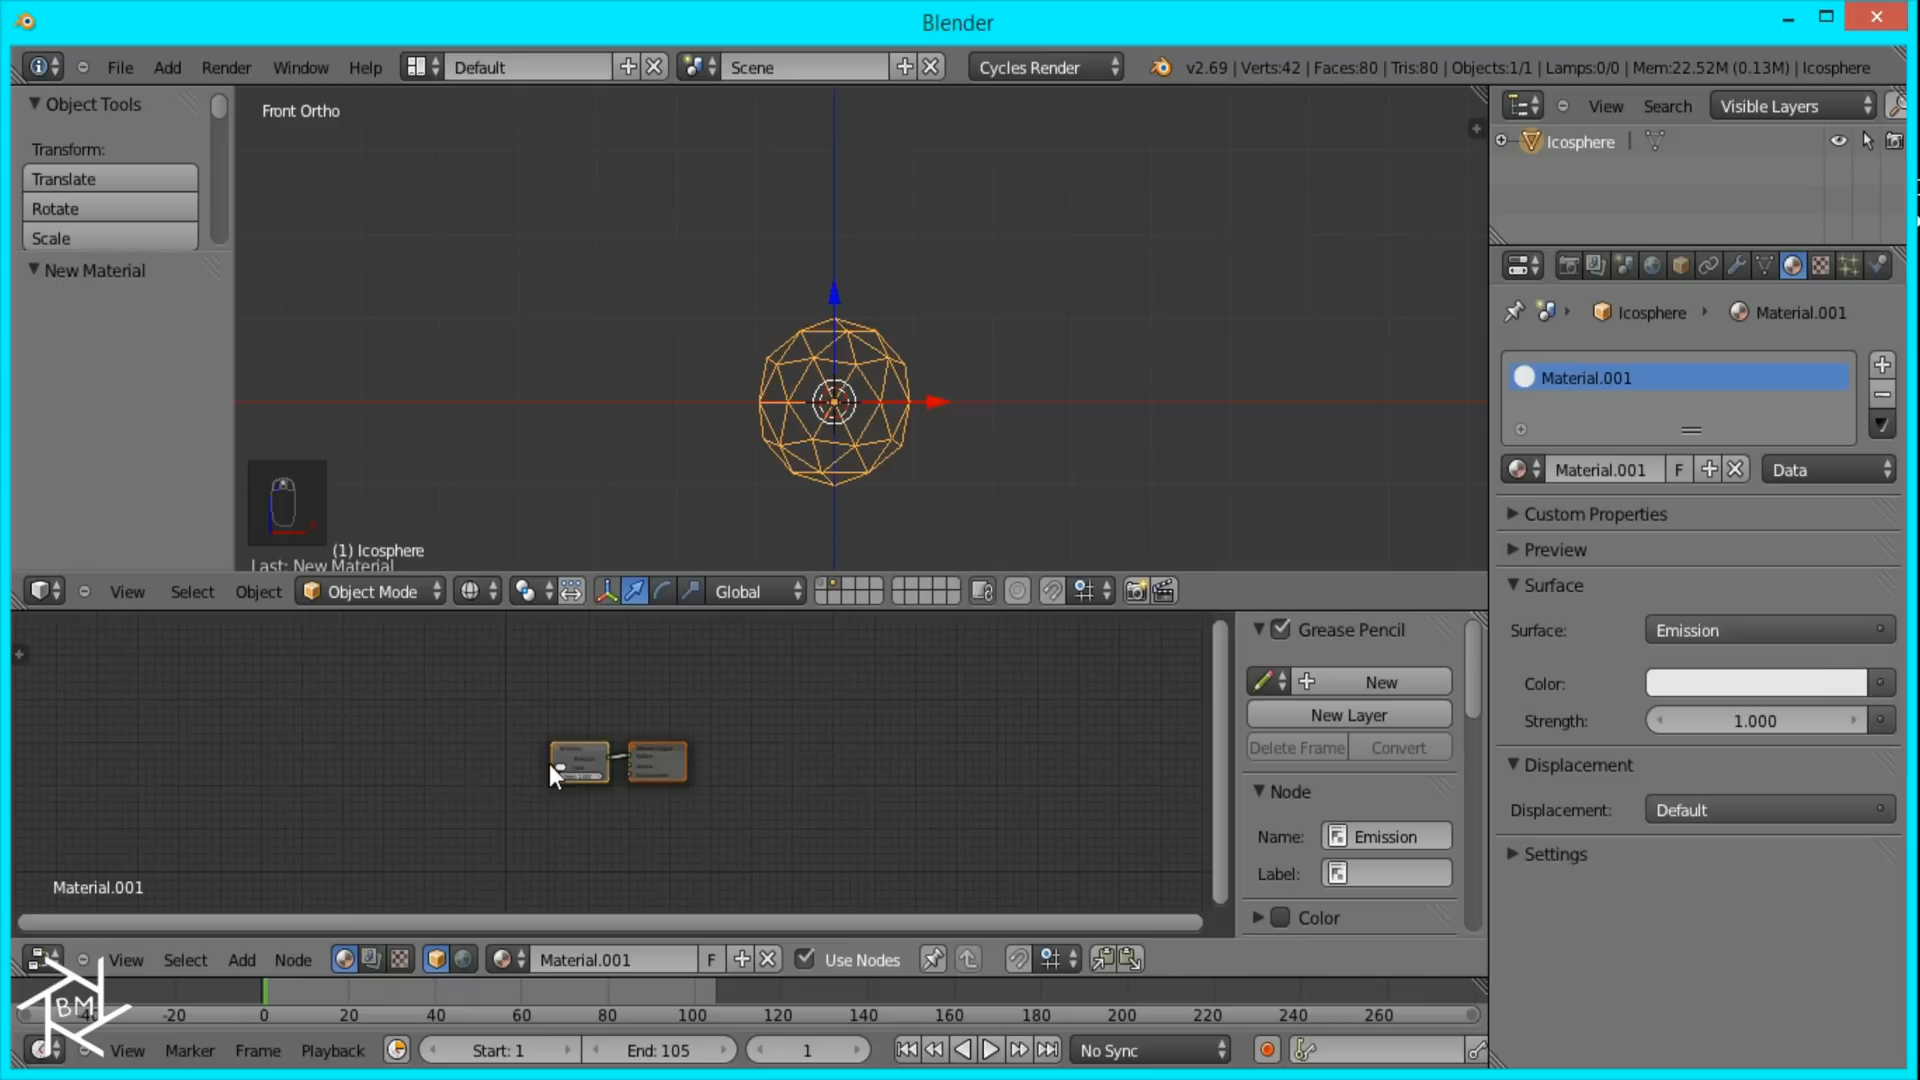 Blender
File Add Render Window Help Default Scene Cycles Render v2.69 | Verts:42 | Faces:80 | Tris:80 | Objects:1/1 | Lamps:0/0 | Mem:22.52M (0.13M) | Icosphere
Object Tools
Transform:
Translate
Rotate
Scale
New Material
Front Ortho
(1) Icosphere
Last: New Material
View Search Visible Layers
Icosphere
Icosphere Material.001
Material.001
Material.001 F Data
Custom Properties
Preview
Surface
Surface: Emission
Color:
Strength: 1.000
Displacement
Displacement: Default
Settings
View Select Object Object Mode Global
Grease Pencil
New
New Layer
Delete Frame Convert
Node
Name: Emission
Label:
Color
Material.001
View Select Add Node Material.001 F Use Nodes
BM
-40 -20 0 20 40 60 80 100 120 140 160 180 200 220 240 260
View Marker Frame Playback Start: 1 End: 105 1 No Sync